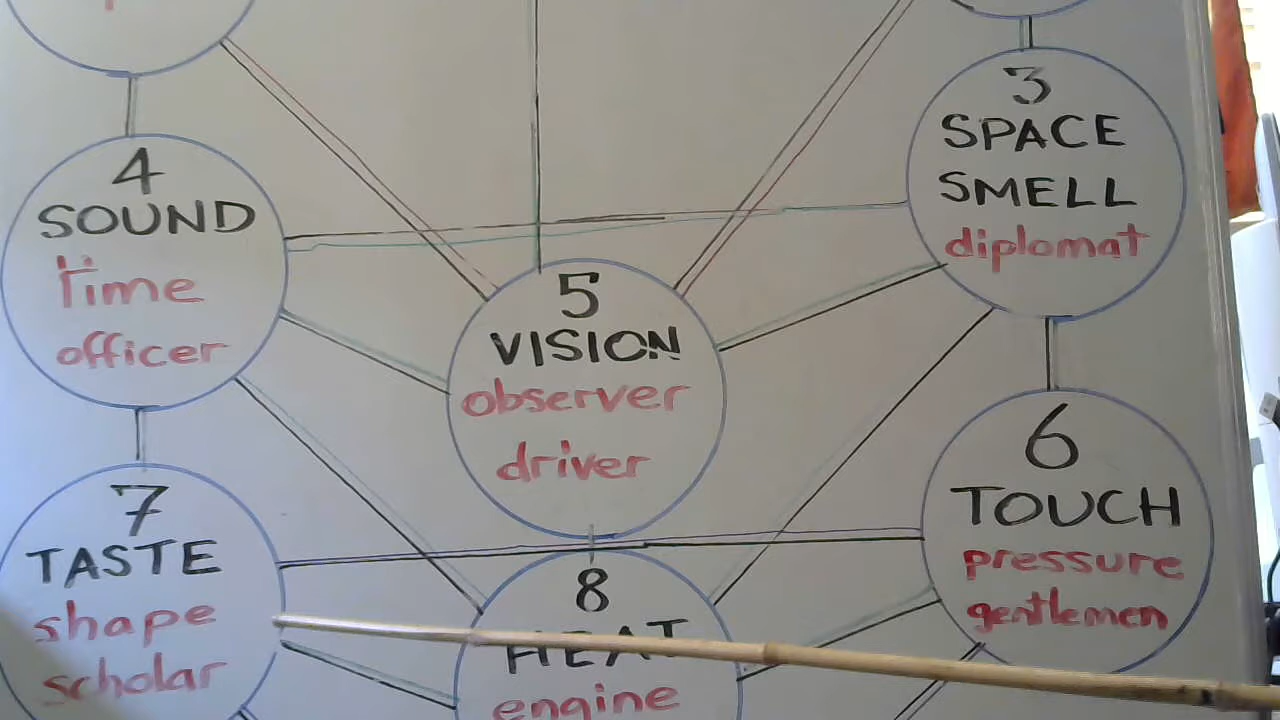 3
SPACE
SMELL
diplomat
4
SOUND
Time
officer
5
VISION
observer
driver
6
TOUCH
pressure
gentlemen
7
TASTE
shape
scholar
8
HEAT
engine